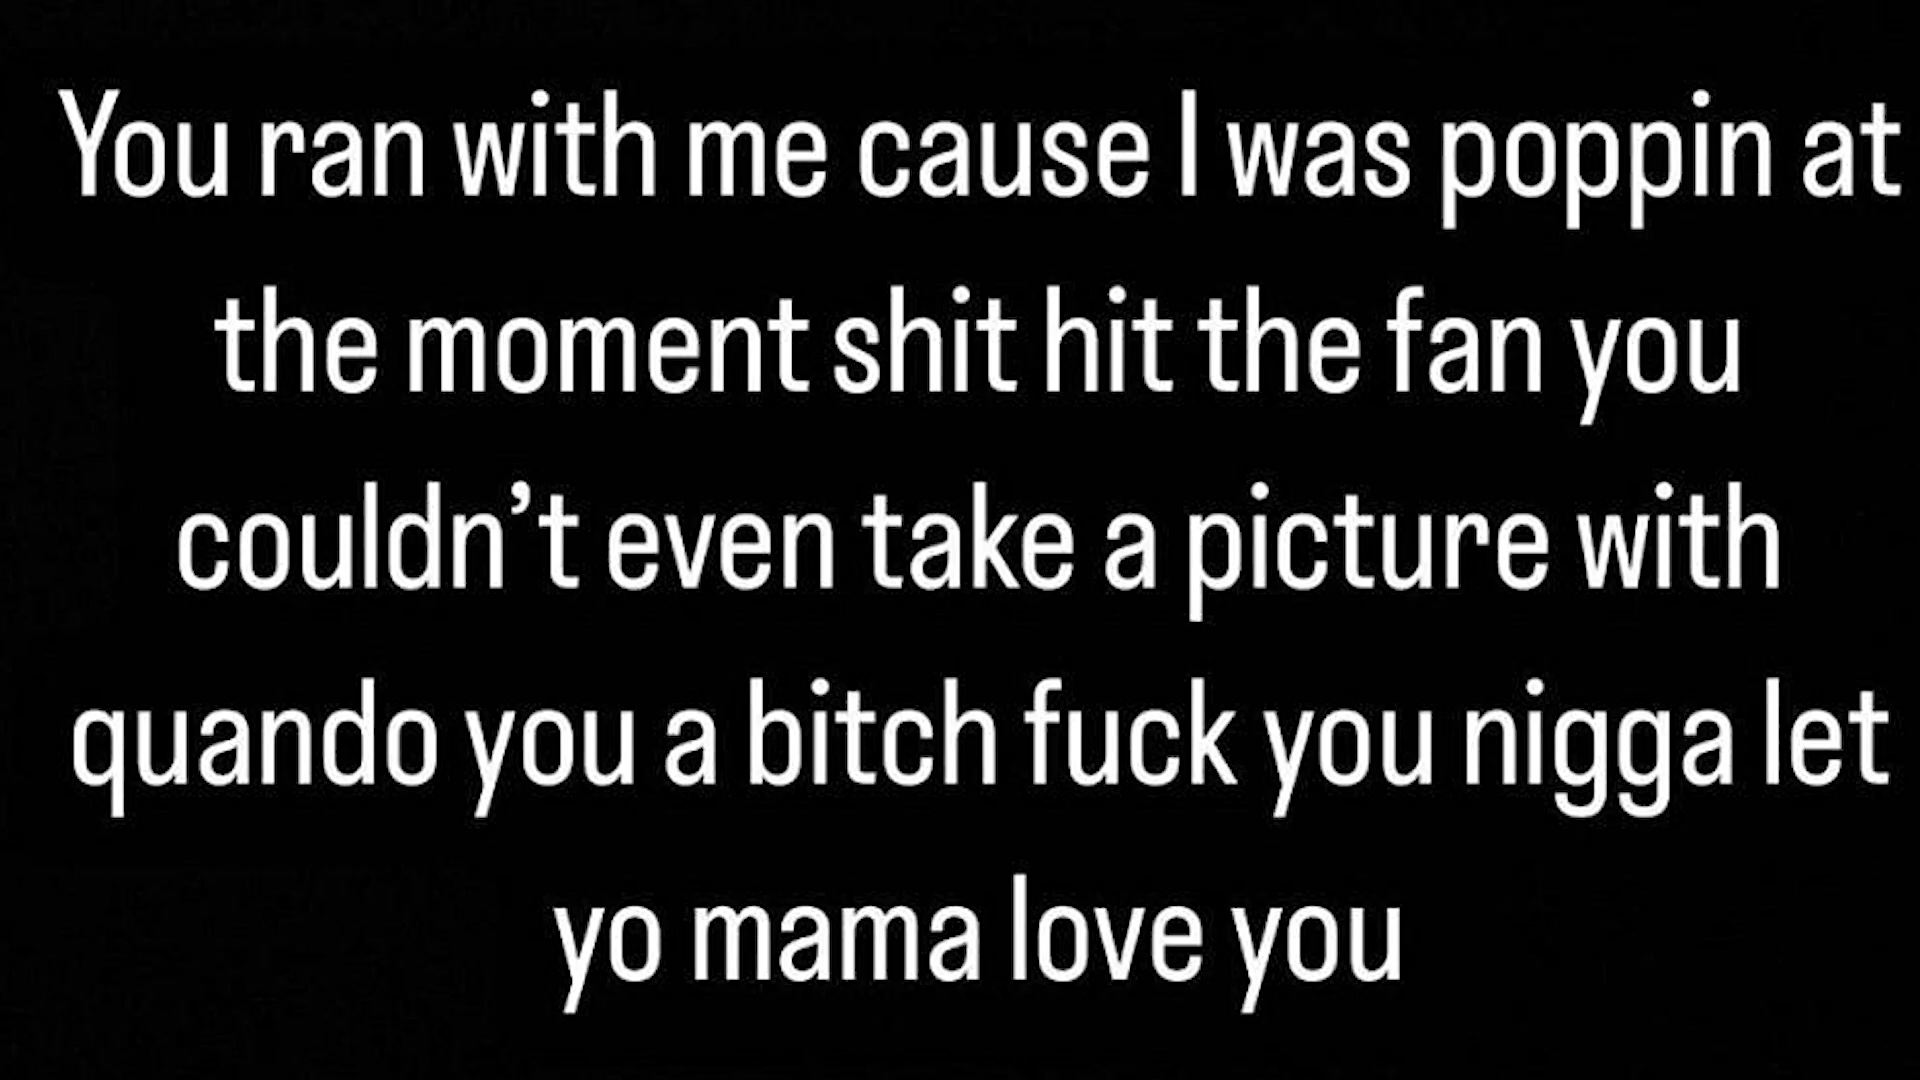 You ran with me cause I was poppin at
the moment shit hit the fan you
couldn’t even take a picture with
quando you a bitch fuck you nigga let
yo mama love you